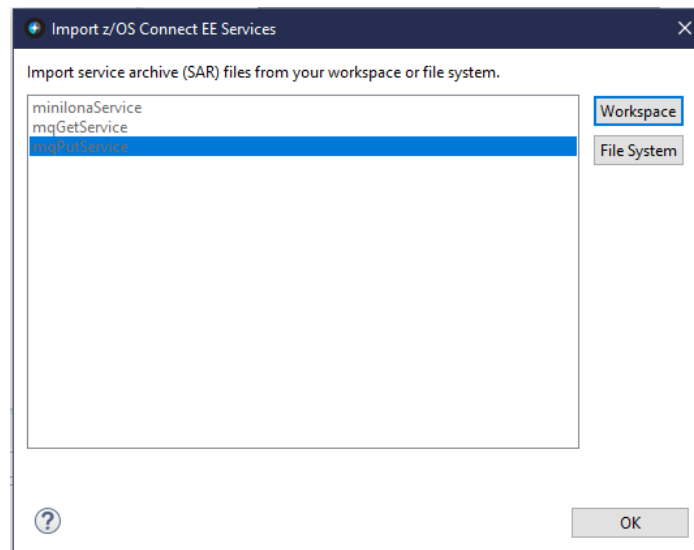 Import z/OS Connect EE Services
Import service archive (SAR) files from your workspace or file system.
minilonaService
mqGetService
mqPutService
Workspace
File System
?
OK